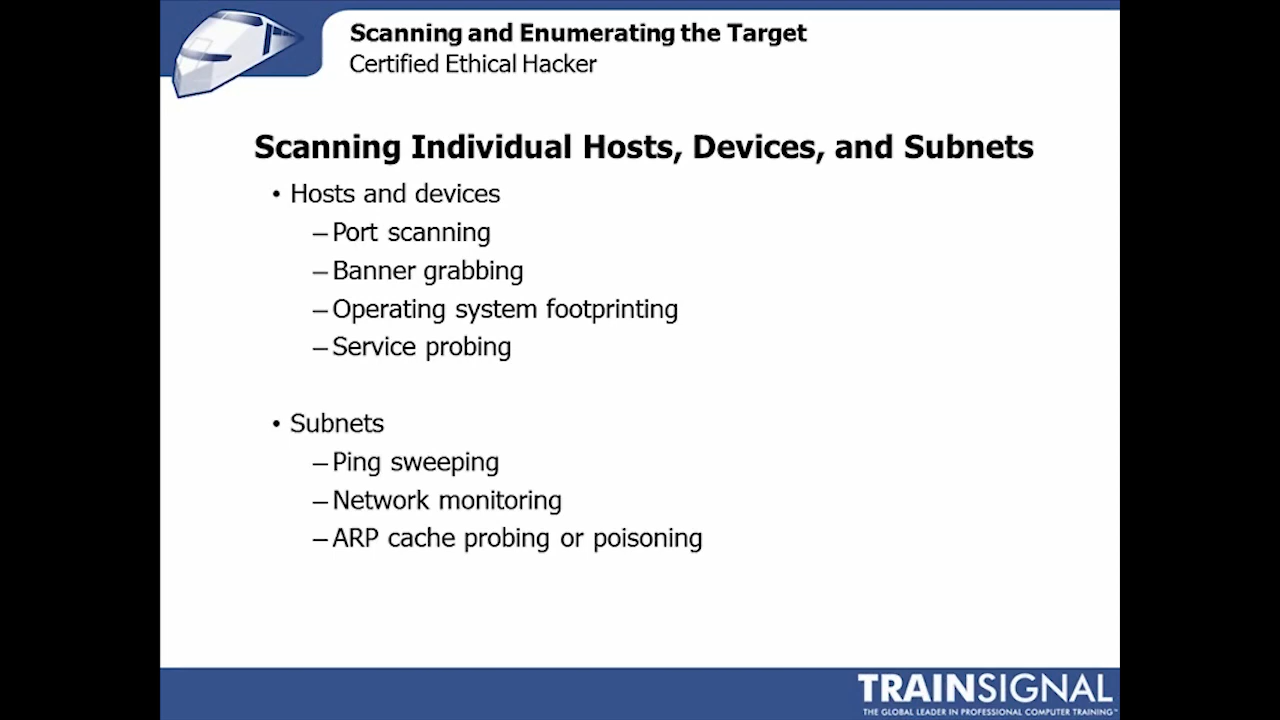 Scanning and Enumerating the Target
Certified Ethical Hacker
Scanning Individual Hosts, Devices, and Subnets
• Hosts and devices
– Port scanning
– Banner grabbing
– Operating system footprinting
– Service probing
• Subnets
– Ping sweeping
– Network monitoring
– ARP cache probing or poisoning
TRAINSIGNAL
THE GLOBAL LEADER IN PROFESSIONAL COMPUTER TRAINING™